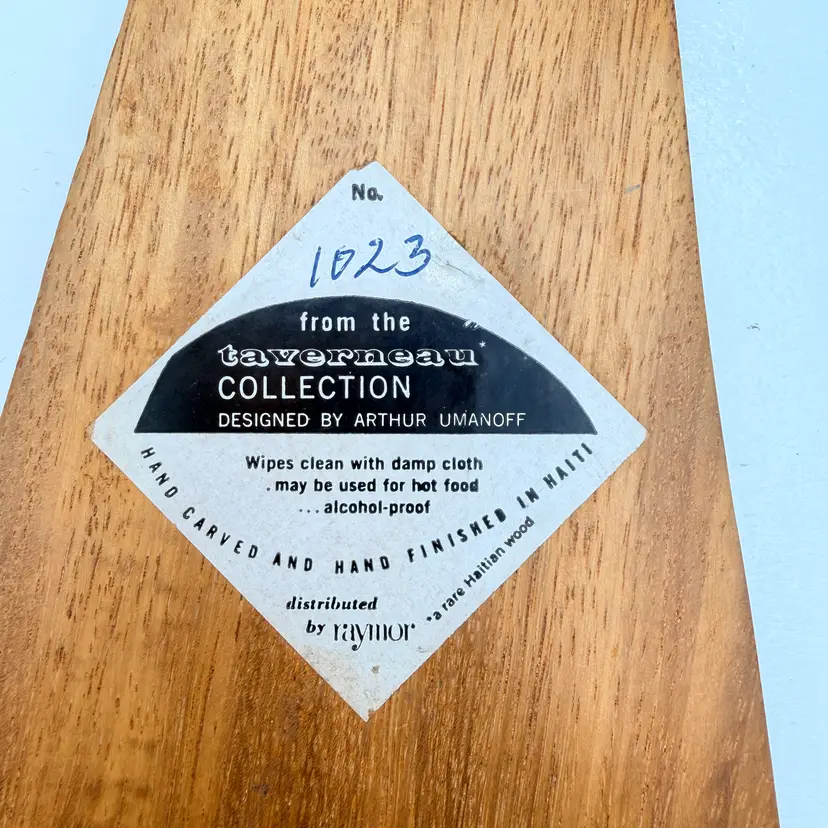 No.
1023
from the
taverneau*
COLLECTION
DESIGNED BY ARTHUR UMANOFF
Wipes clean with damp cloth
. may be used for hot food
... alcohol-proof
HAND CARVED AND HAND FINISHED IN HAITI
*a rare Haitian wood
distributed
by raymor